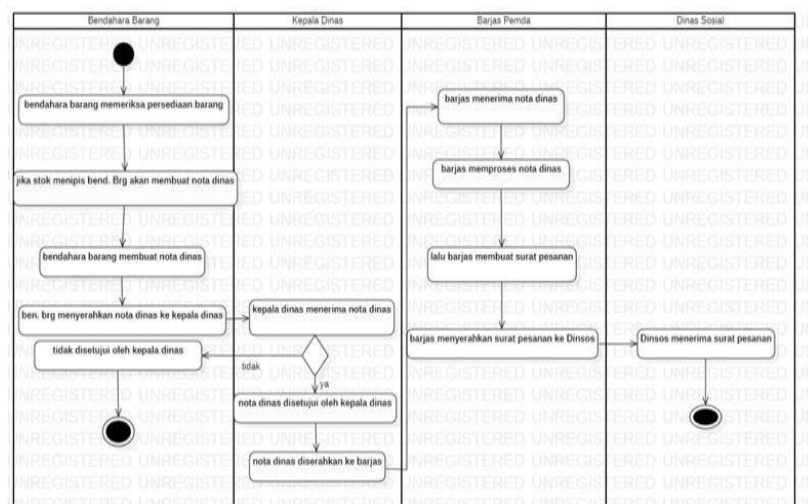 Bendahara Barang
Kepala Dinas
Barjas Pemda
Dinas Sosial
bendahara barang memeriksa persediaan barang
jika stok menipis bend. Brg akan membuat nota dinas
bendahara barang membuat nota dinas
ben. brg menyerahkan nota dinas ke kepala dinas
tidak disetujui oleh kepala dinas
kepala dinas menerima nota dinas
tidak
ya
nota dinas disetujui oleh kepala dinas
nota dinas diserahkan ke barjas
barjas menerima nota dinas
barjas memproses nota dinas
lalu barjas membuat surat pesanan
barjas menyerahkan surat pesanan ke Dinsos
Dinsos menerima surat pesanan
UNREGISTERED